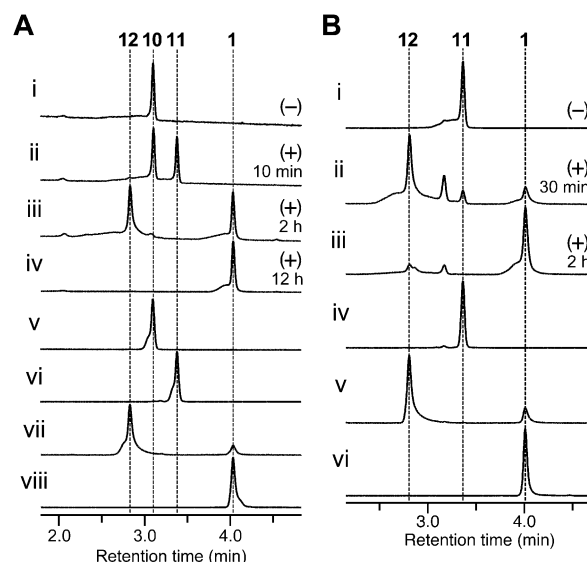 A
12 10 11 1
i
(–)
ii
(+)
10 min
iii
(+)
2 h
iv
(+)
12 h
v
vi
vii
viii
2.0 3.0 4.0
Retention time (min)
B
12 11 1
i
(–)
ii
(+)
30 min
iii
(+)
2 h
iv
v
vi
3.0 4.0
Retention time (min)